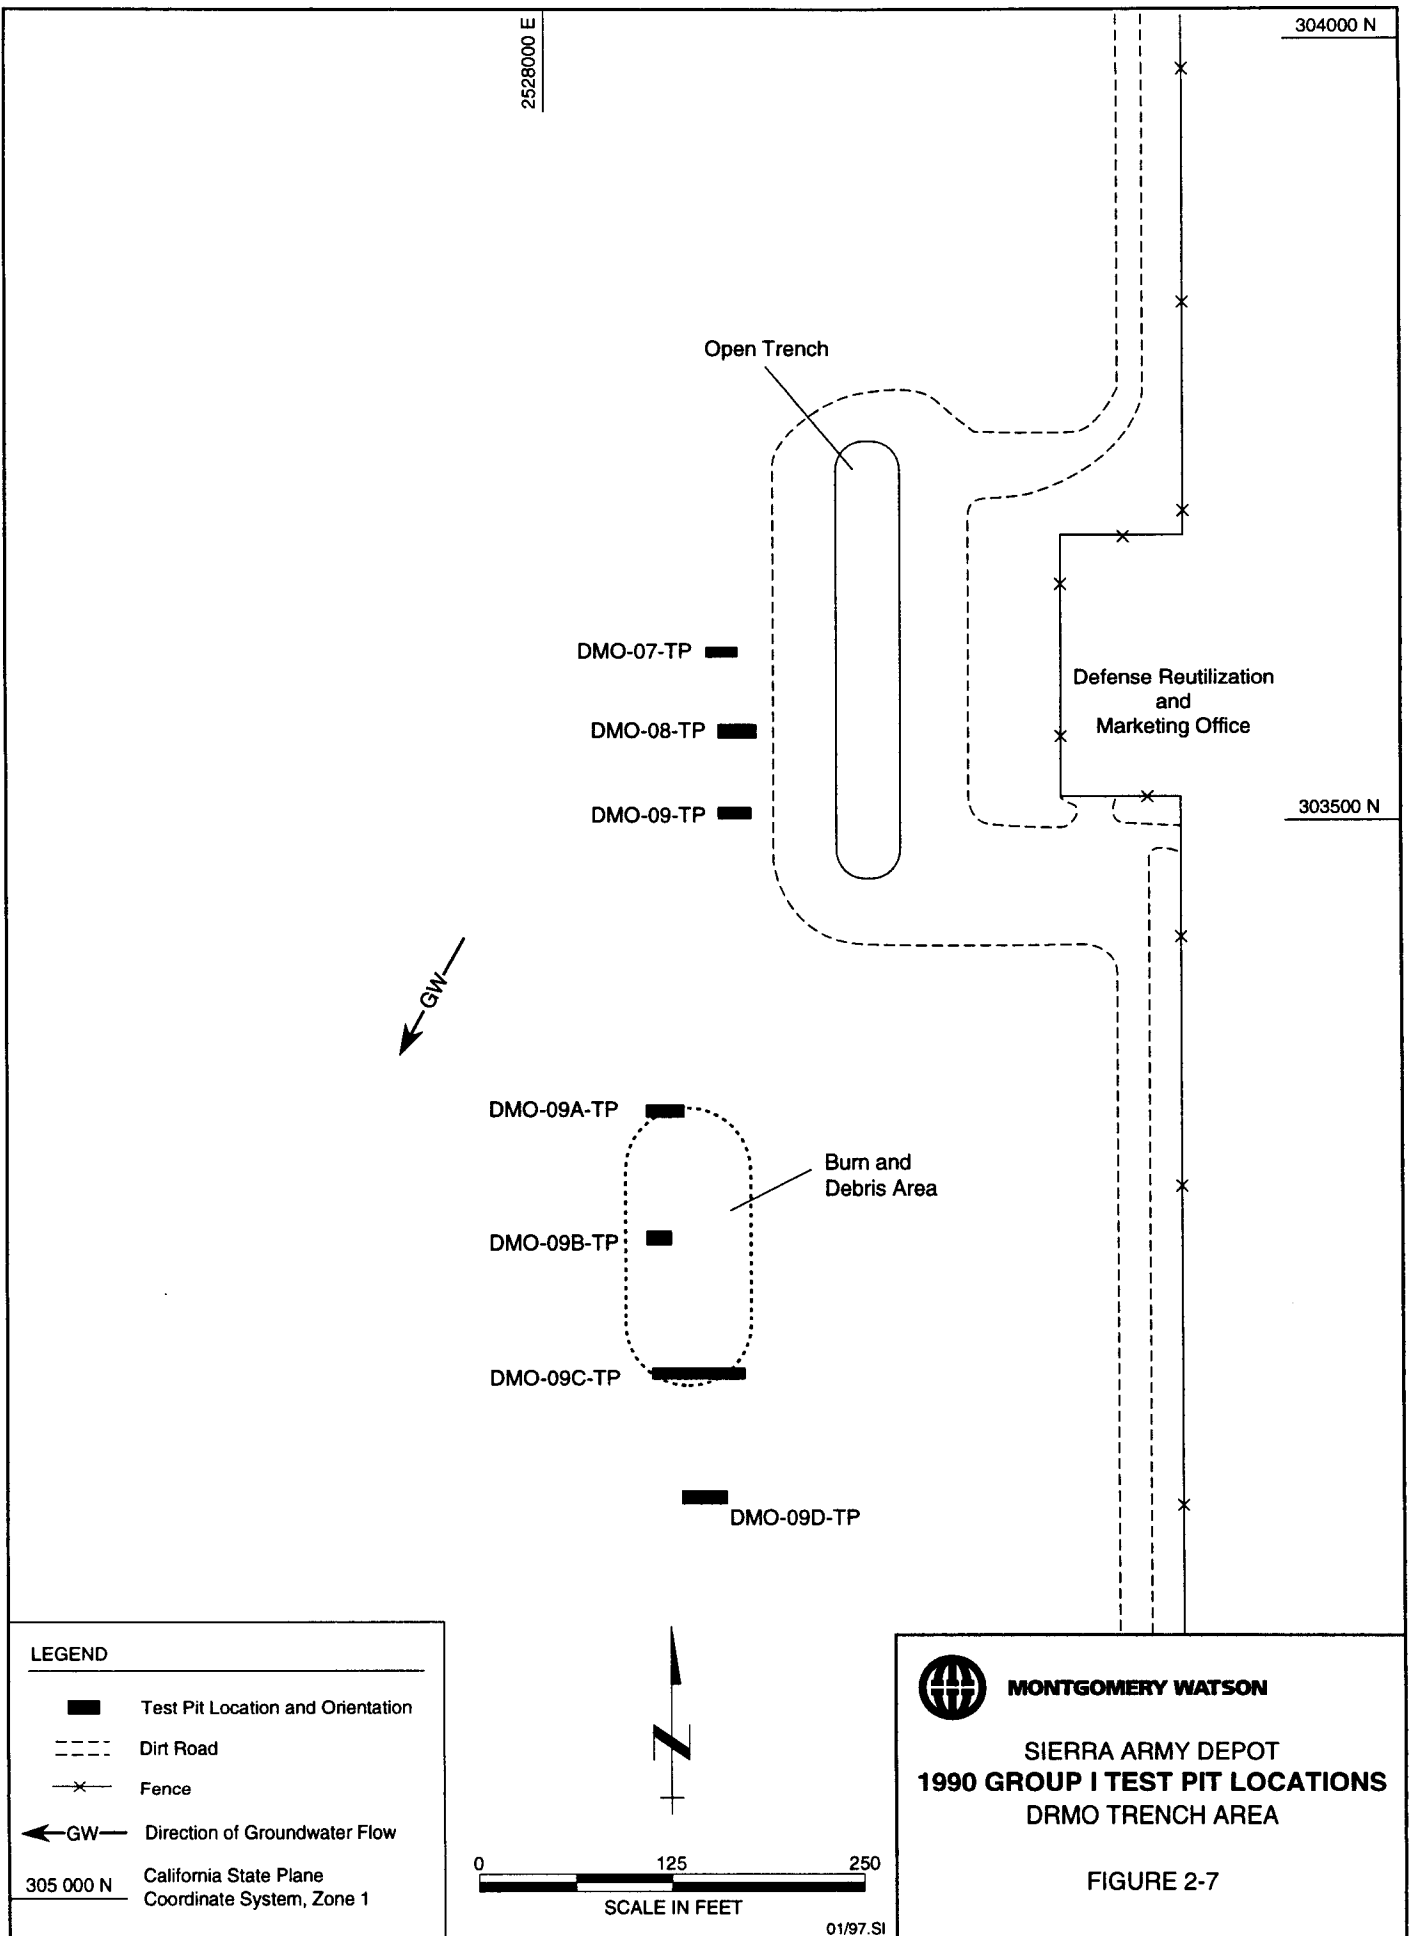 2528000 E
304000 N
Open Trench
DMO-07-TP
Defense Reutilization
and
Marketing Office
DMO-08-TP
DMO-09-TP
303500 N
GW
DMO-09A-TP
Burn and
Debris Area
DMO-09B-TP
DMO-09C-TP
DMO-09D-TP
LEGEND
Test Pit Location and Orientation
Dirt Road
Fence
GW Direction of Groundwater Flow
305 000 N California State Plane
Coordinate System, Zone 1
N
0 125 250
SCALE IN FEET
01/97.SI
MONTGOMERY WATSON
SIERRA ARMY DEPOT
1990 GROUP I TEST PIT LOCATIONS
DRMO TRENCH AREA
FIGURE 2-7